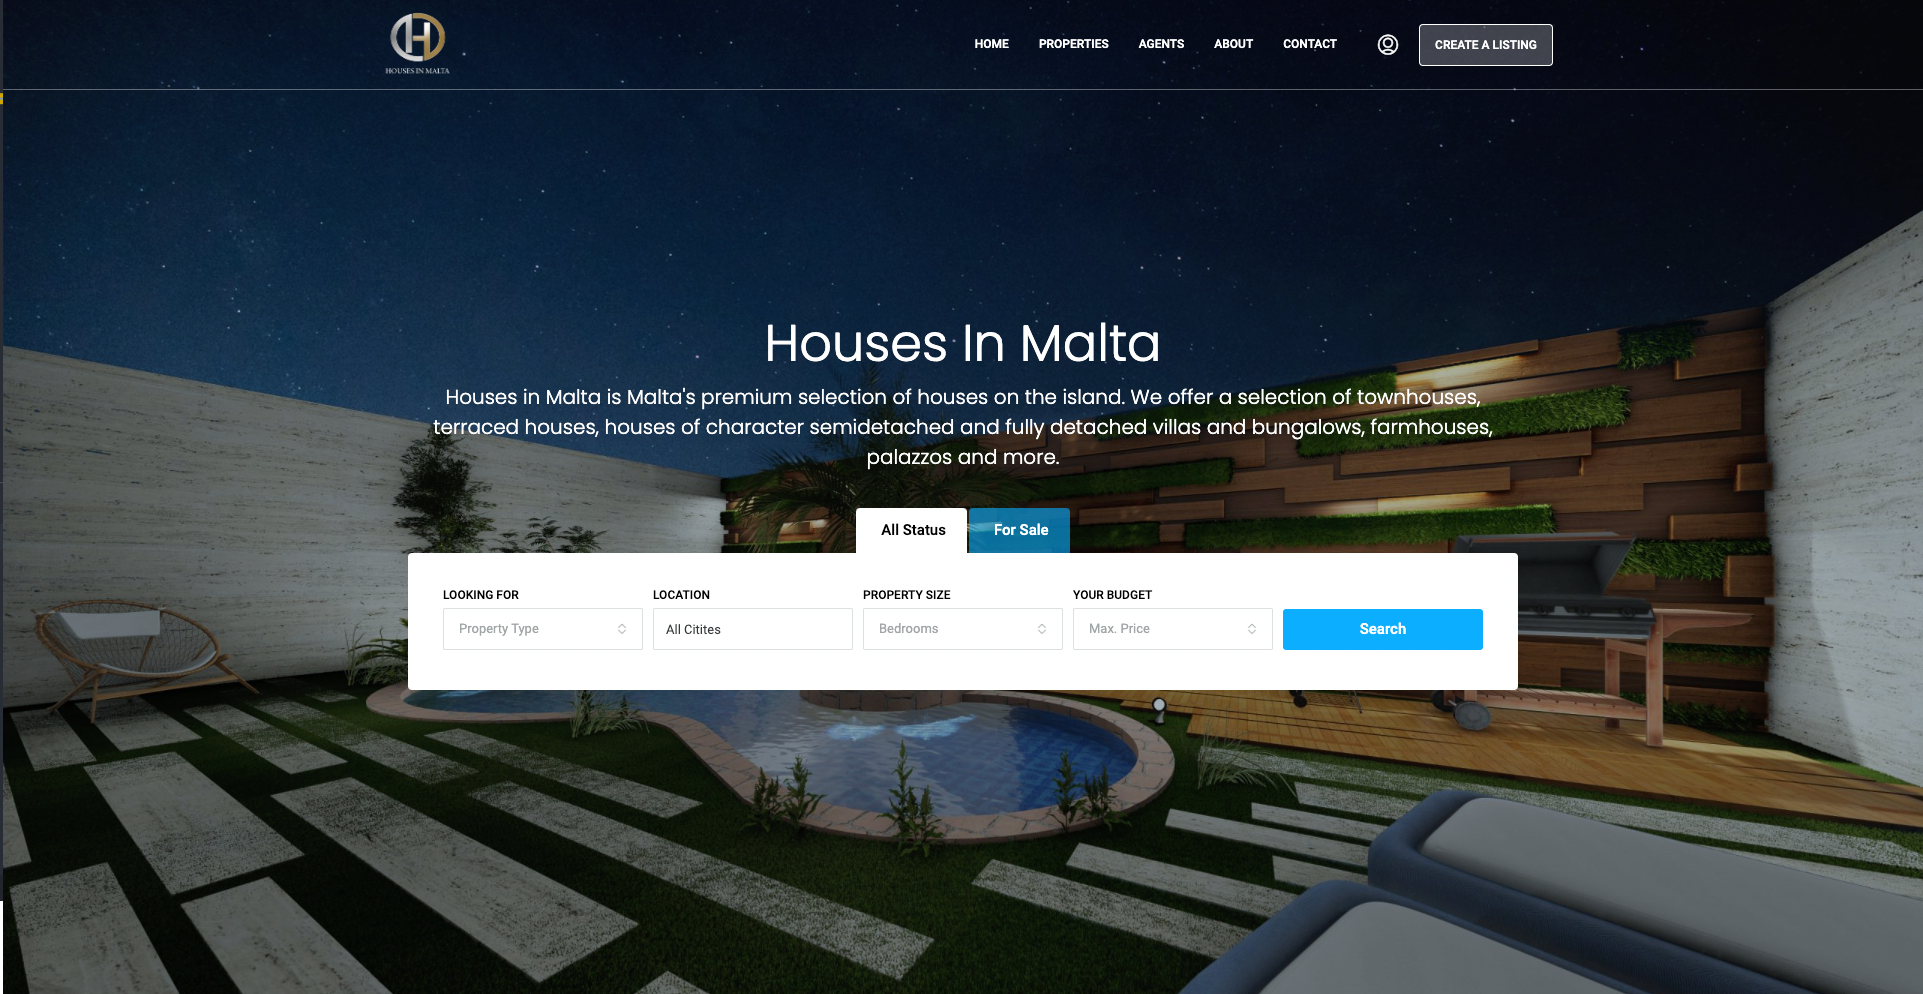 HOUSES IN MALTA
HOME
PROPERTIES
AGENTS
ABOUT
CONTACT
CREATE A LISTING
Houses In Malta
Houses in Malta is Malta's premium selection of houses on the island. We offer a selection of townhouses,
terraced houses, houses of character semidetached and fully detached villas and bungalows, farmhouses,
palazzos and more.
All Status
For Sale
LOOKING FOR
LOCATION
PROPERTY SIZE
YOUR BUDGET
Property Type
All Citites
Bedrooms
Max. Price
Search